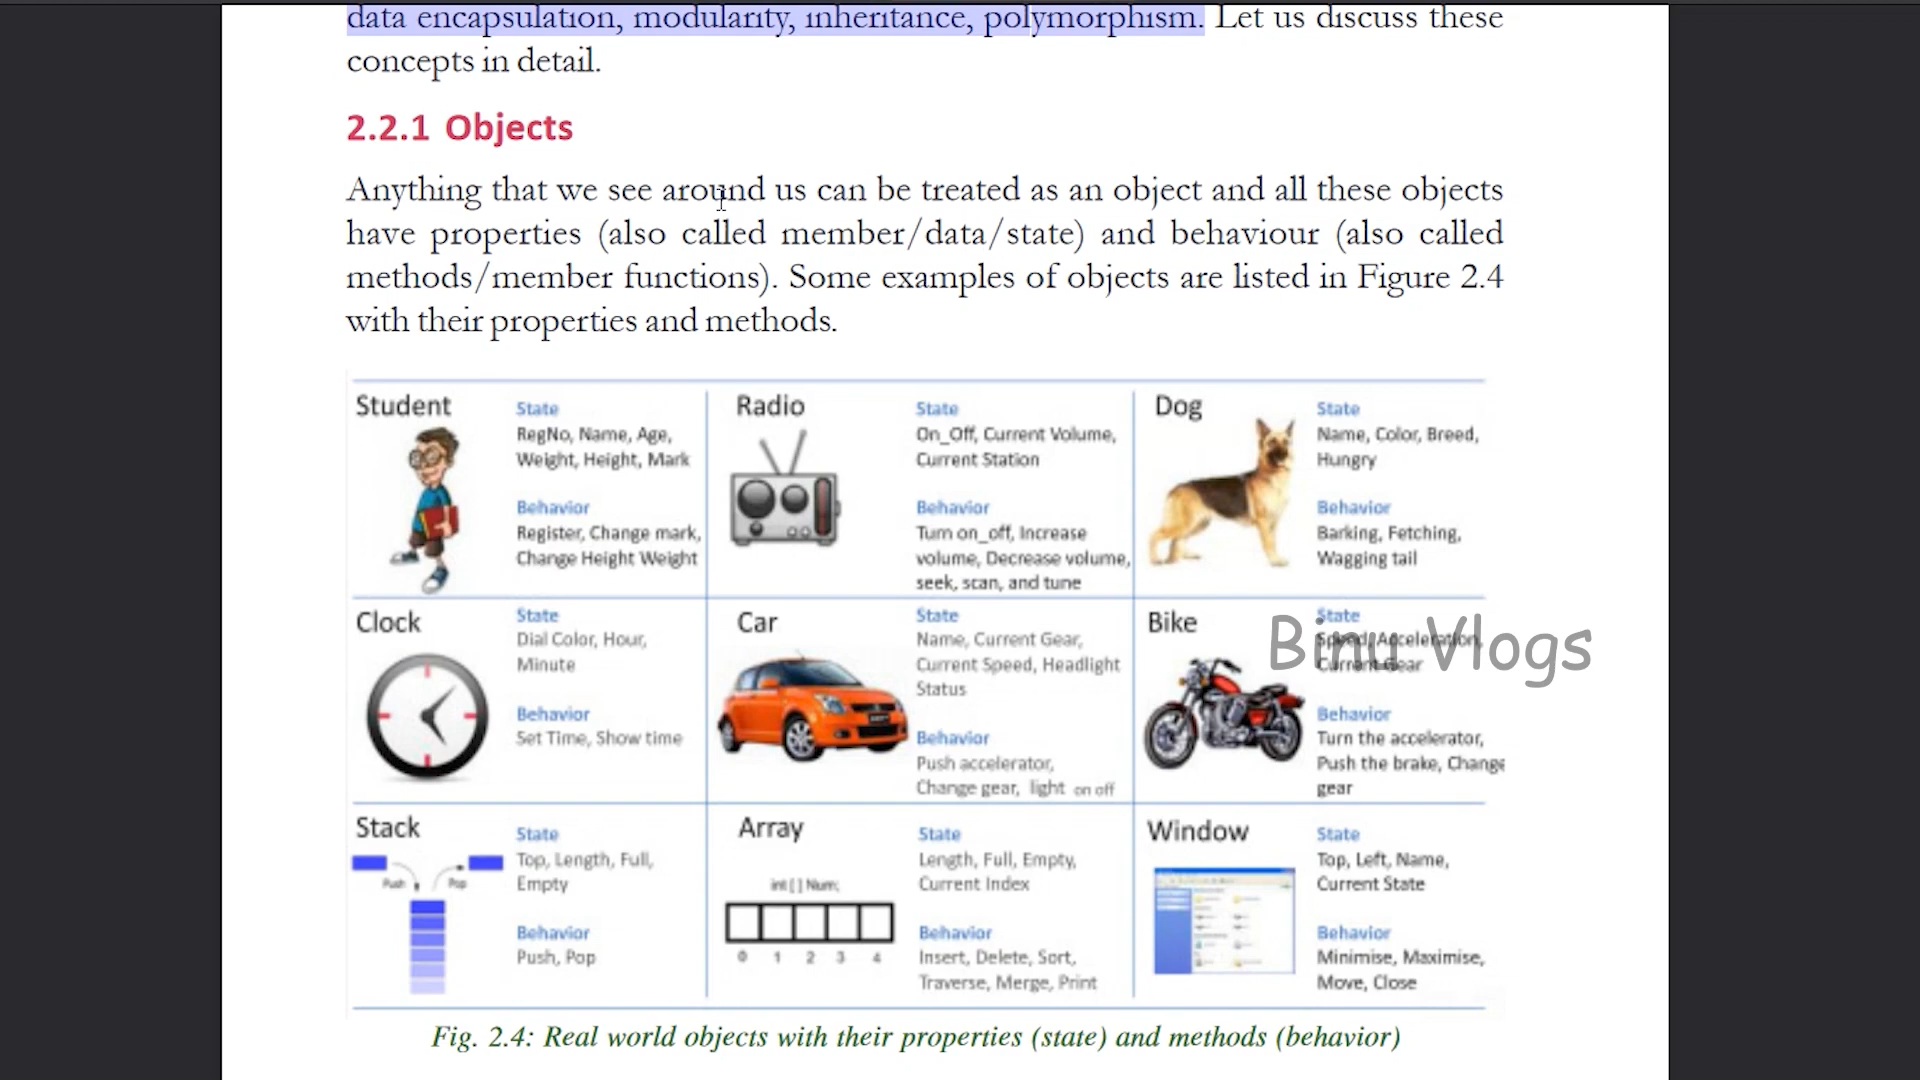 data encapsulation, modularity, inheritance, polymorphism. Let us discuss these
concepts in detail.
2.2.1 Objects
Anything that we see around us can be treated as an object and all these objects
have properties (also called member/data/state) and behaviour (also called
methods/member functions). Some examples of objects are listed in Figure 2.4
with their properties and methods.
Student
State
RegNo, Name, Age,
Weight, Height, Mark
Behavior
Register, Change mark,
Change Height Weight
Radio
State
On_Off, Current Volume,
Current Station
Behavior
Turn on_off, Increase
volume, Decrease volume,
seek, scan, and tune
Dog
State
Name, Color, Breed,
Hungry
Behavior
Barking, Fetching,
Wagging tail
Clock
State
Dial Color, Hour,
Minute
Behavior
Set Time, Show time
Car
State
Name, Current Gear,
Current Speed, Headlight
Status
Behavior
Push accelerator,
Change gear, light on off
Bike
State
Speed, Acceleration,
Current Gear
Behavior
Turn the accelerator,
Push the brake, Change
gear
Binu Vlogs
Stack
Push Pop
State
Top, Length, Full,
Empty
Behavior
Push, Pop
Array
int [ ] Num;
0 1 2 3 4
State
Length, Full, Empty,
Current Index
Behavior
Insert, Delete, Sort,
Traverse, Merge, Print
Window
State
Top, Left, Name,
Current State
Behavior
Minimise, Maximise,
Move, Close
Fig. 2.4: Real world objects with their properties (state) and methods (behavior)